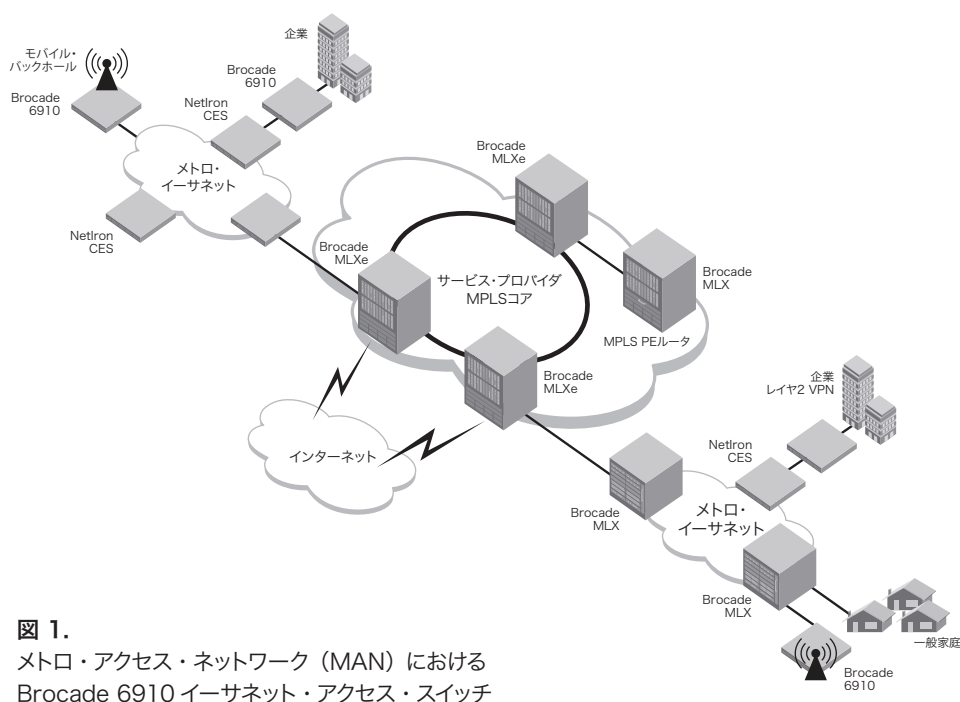 企業
モバイル・
バックホール
Brocade
6910
Brocade
6910
NetIron
CES
メトロ・
イーサネット
NetIron
CES
Brocade
MLXe
Brocade
MLXe
サービス・プロバイダ
MPLSコア
Brocade
MLX
MPLS PEルータ
Brocade
MLXe
インターネット
企業
レイヤ2 VPN
NetIron
CES
Brocade
MLX
メトロ・
イーサネット
Brocade
MLX
一般家庭
Brocade
6910
図 1.
メトロ・アクセス・ネットワーク（MAN）における
Brocade 6910 イーサネット・アクセス・スイッチ